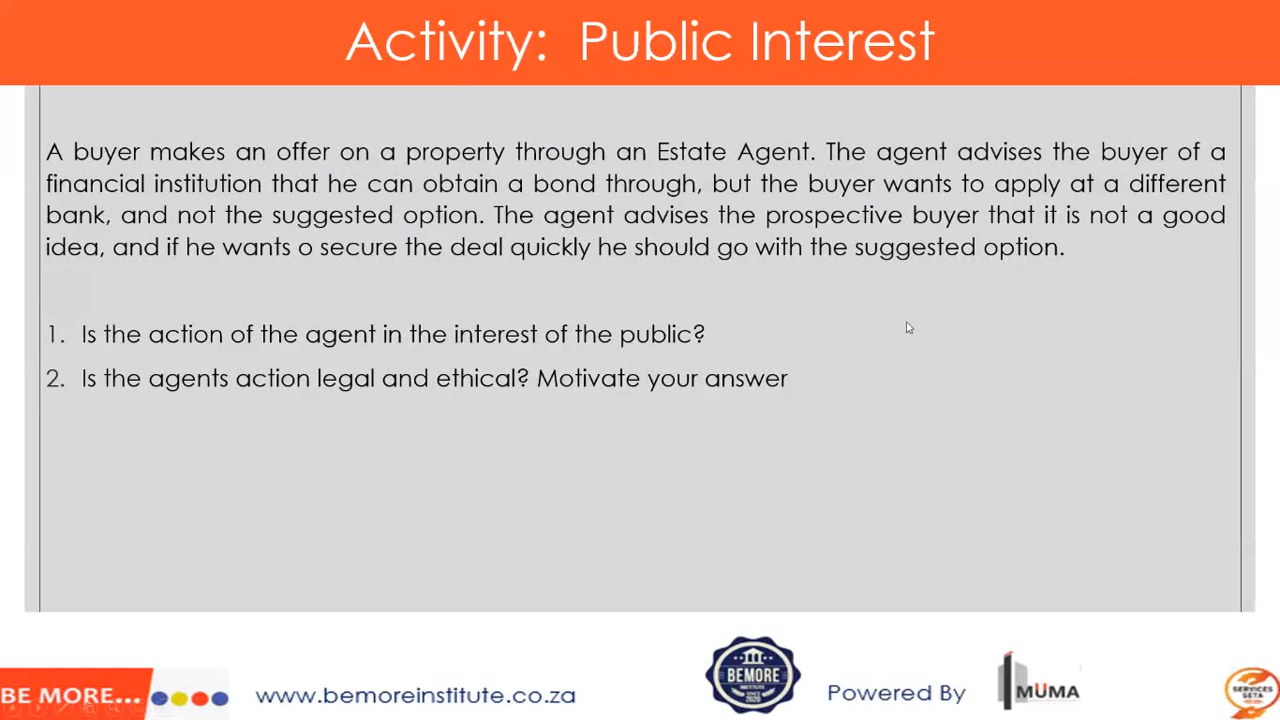 Activity: Public Interest
A buyer makes an offer on a property through an Estate Agent. The agent advises the buyer of a
financial institution that he can obtain a bond through, but the buyer wants to apply at a different
bank, and not the suggested option. The agent advises the prospective buyer that it is not a good
idea, and if he wants o secure the deal quickly he should go with the suggested option.
1. Is the action of the agent in the interest of the public?
2. Is the agents action legal and ethical? Motivate your answer
BE MORE...
www.bemoreinstitute.co.za
BEMORE
INSTITUTE
Powered By
MUMA
SERVICES
SETA